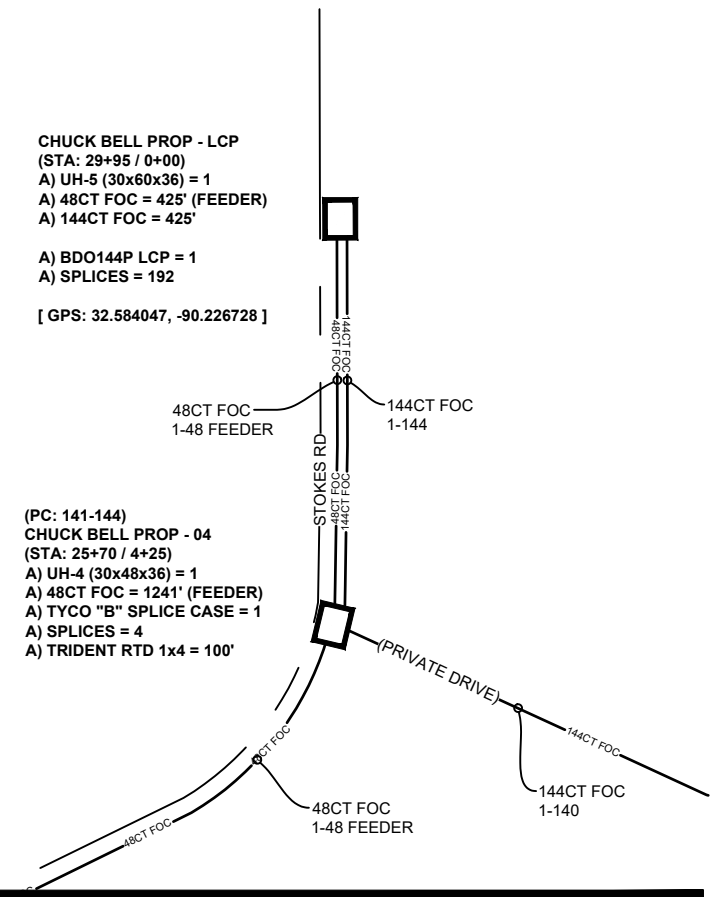 CHUCK BELL PROP - LCP
(STA: 29+95 / 0+00)
A) UH-5 (30x60x36) = 1
A) 48CT FOC = 425' (FEEDER)
A) 144CT FOC = 425'
A) BDO144P LCP = 1
A) SPLICES = 192
[ GPS: 32.584047, -90.226728 ]
48CT FOC
144CT FOC
48CT FOC
1-48 FEEDER
144CT FOC
1-144
STOKES RD
48CT FOC
144CT FOC
(PC: 141-144)
CHUCK BELL PROP - 04
(STA: 25+70 / 4+25)
A) UH-4 (30x48x36) = 1
A) 48CT FOC = 1241' (FEEDER)
A) TYCO "B" SPLICE CASE = 1
A) SPLICES = 4
A) TRIDENT RTD 1x4 = 100'
(PRIVATE DRIVE)
144CT FOC
144CT FOC
1-140
FOC
48CT FOC
1-48 FEEDER
48CT FOC